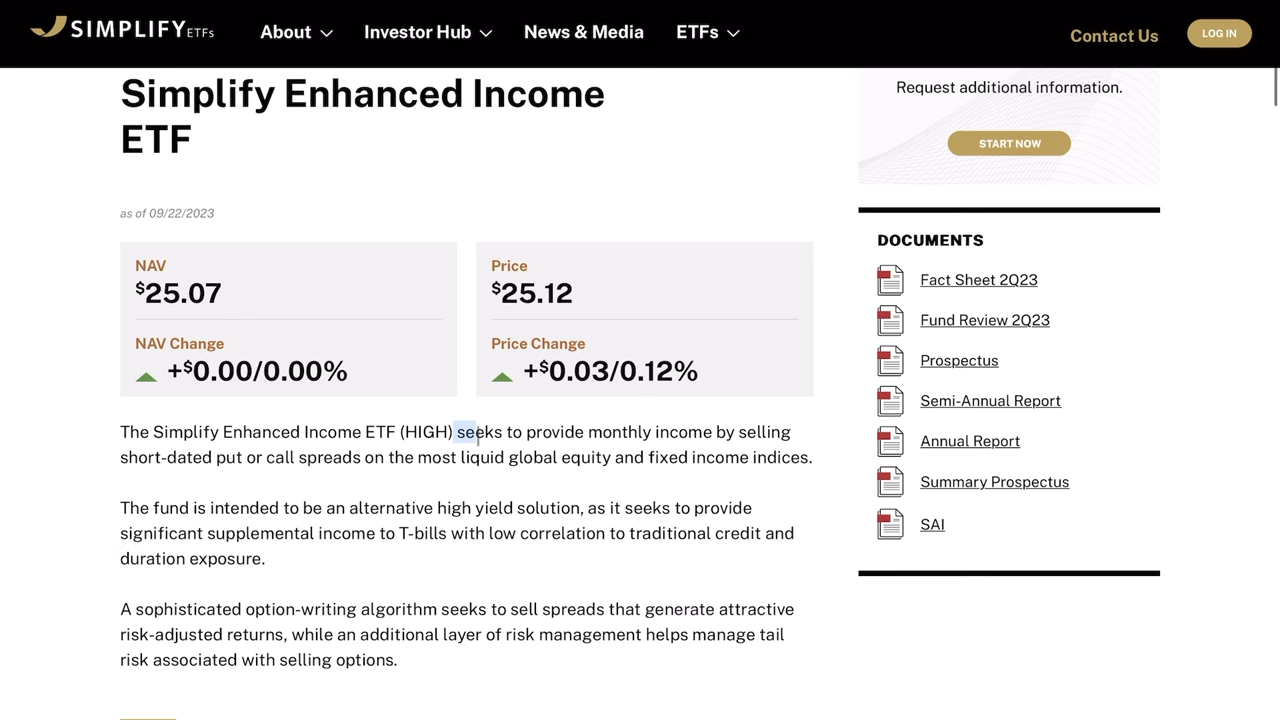 SIMPLIFY ETFs
About
Investor Hub
News & Media
ETFs
Contact Us
LOG IN
Simplify Enhanced Income
ETF
as of 09/22/2023
NAV
$25.07
NAV Change
+$0.00/0.00%
Price
$25.12
Price Change
+$0.03/0.12%
The Simplify Enhanced Income ETF (HIGH) seeks to provide monthly income by selling
short-dated put or call spreads on the most liquid global equity and fixed income indices.
The fund is intended to be an alternative high yield solution, as it seeks to provide
significant supplemental income to T-bills with low correlation to traditional credit and
duration exposure.
A sophisticated option-writing algorithm seeks to sell spreads that generate attractive
risk-adjusted returns, while an additional layer of risk management helps manage tail
risk associated with selling options.
Request additional information.
START NOW
DOCUMENTS
Fact Sheet 2Q23
Fund Review 2Q23
Prospectus
Semi-Annual Report
Annual Report
Summary Prospectus
SAI